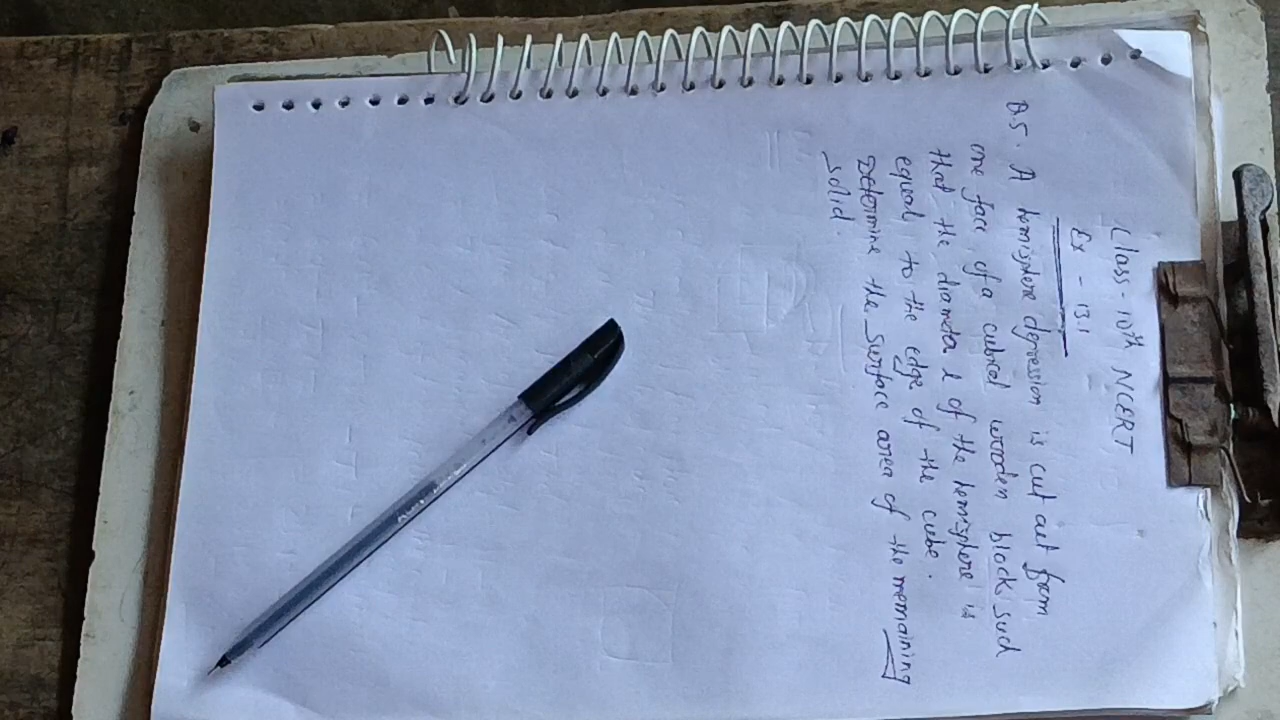 Class - 10th NCERT
Ex - 13.1
Q.5. A hemisphere depression is cut out from
one face of a cubical wooden blocks such
that the diameter l of the hemisphere is
equal to the edge of the cube.
Determine the surface area of the remaining
solid.